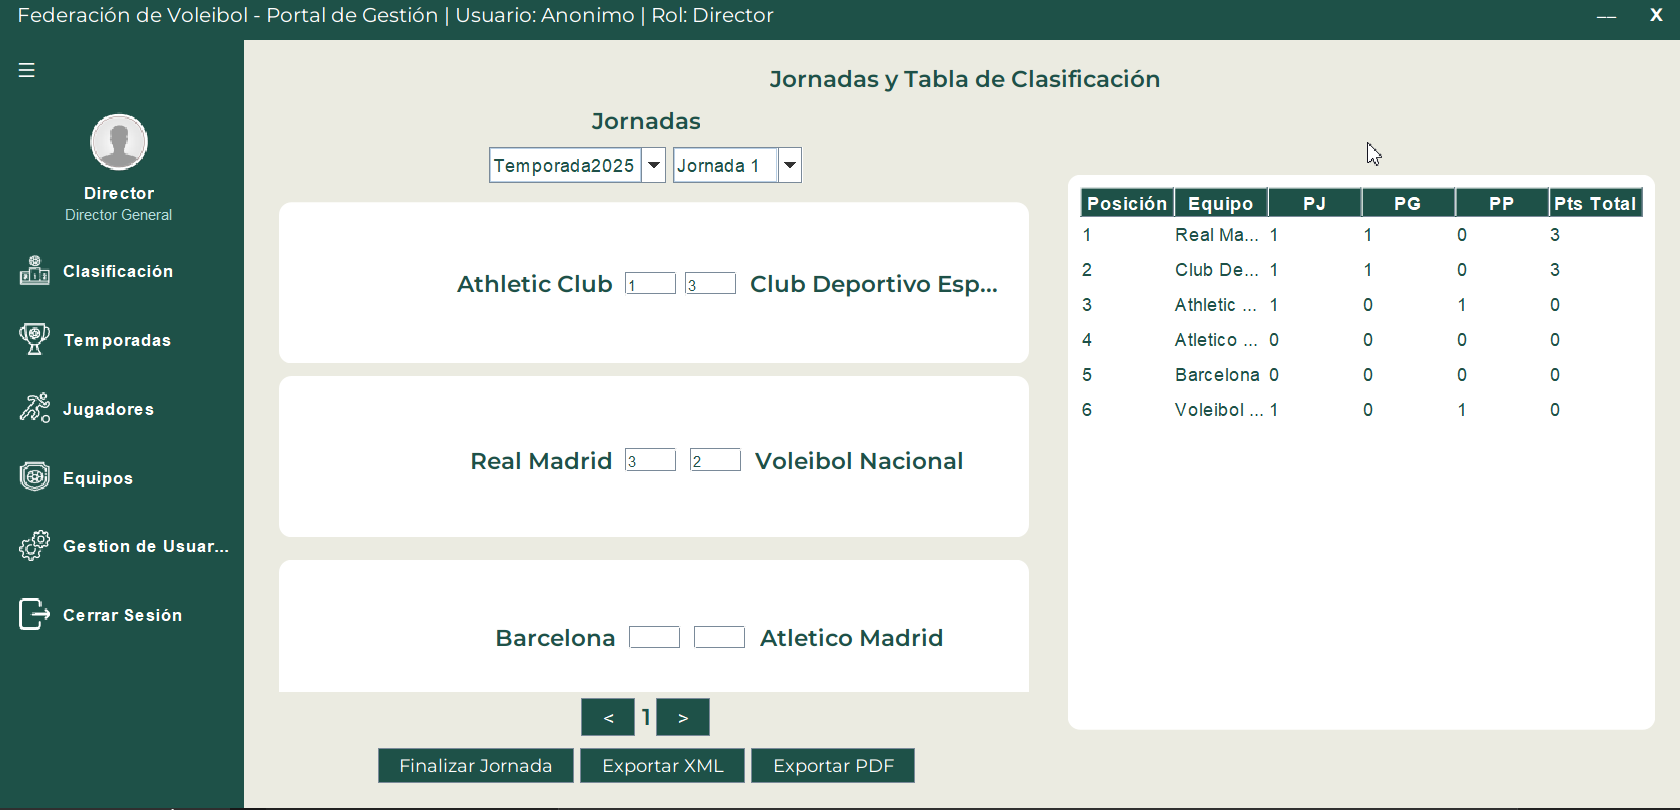 Federación de Voleibol - Portal de Gestión | Usuario: Anonimo | Rol: Director
X
Director
Director General
Clasificación
Temporadas
Jugadores
Equipos
Gestion de Usuar...
Cerrar Sesión
Jornadas y Tabla de Clasificación
Jornadas
Temporada2025 Jornada 1
Athletic Club 1 3 Club Deportivo Esp...
Real Madrid 3 2 Voleibol Nacional
Barcelona Atletico Madrid
< 1 >
Finalizar Jornada Exportar XML Exportar PDF
Posición Equipo PJ PG PP Pts Total
1 Real Ma... 1 1 0 3
2 Club De... 1 1 0 3
3 Athletic ... 1 0 1 0
4 Atletico ... 0 0 0 0
5 Barcelona 0 0 0 0
6 Voleibol ... 1 0 1 0